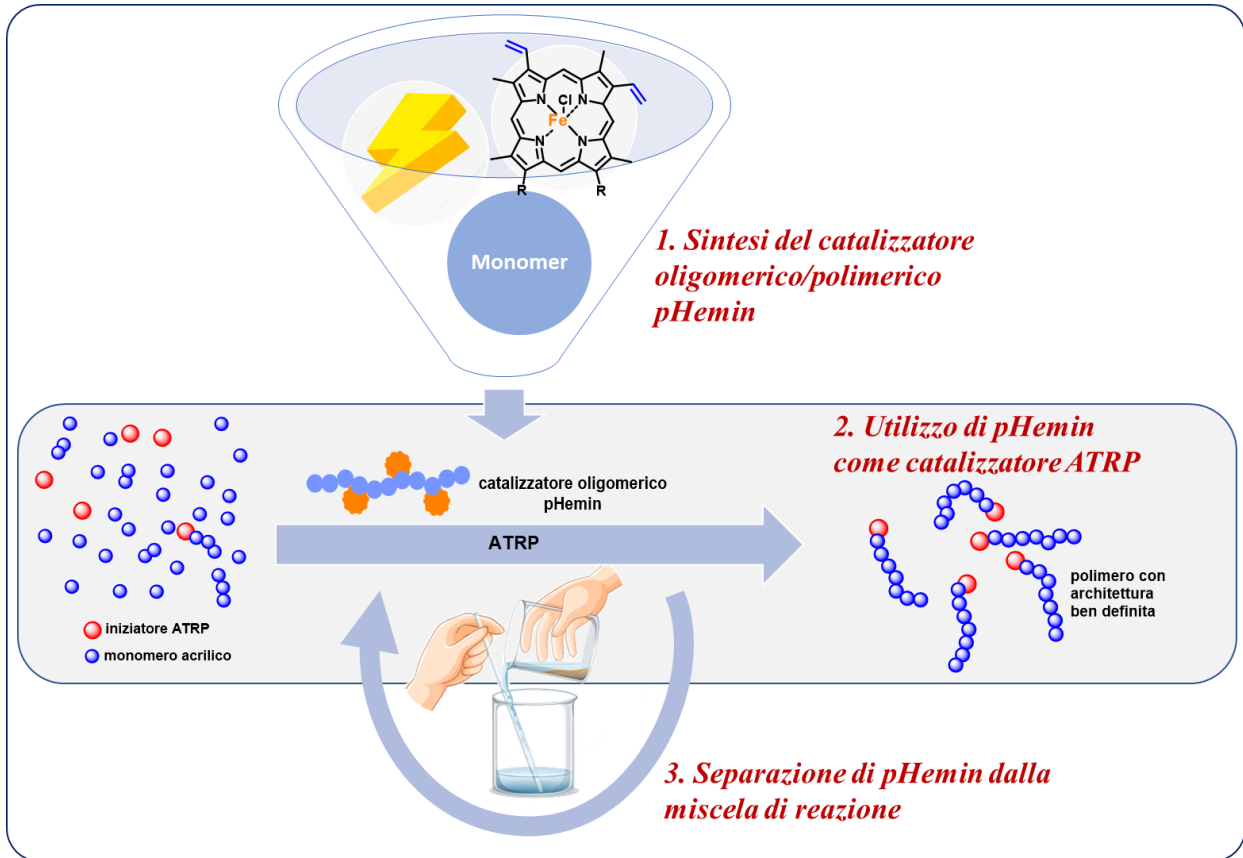 Cl
N
N
Fe
N
N
R
R
Monomer
1. Sintesi del catalizzatore
oligomerico/polimerico
pHemin
catalizzatore oligomerico
pHemin
ATRP
iniziatore ATRP
monomero acrilico
2. Utilizzo di pHemin
come catalizzatore ATRP
polimero con
architettura
ben definita
3. Separazione di pHemin dalla
miscela di reazione